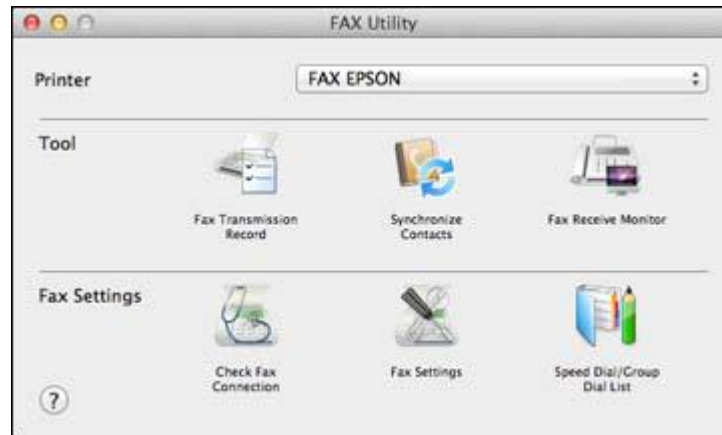 FAX Utility
Printer
FAX EPSON
Tool
Fax Transmission
Record
Synchronize
Contacts
Fax Receive Monitor
Fax Settings
Check Fax
Connection
Fax Settings
Speed Dial/Group
Dial List
?